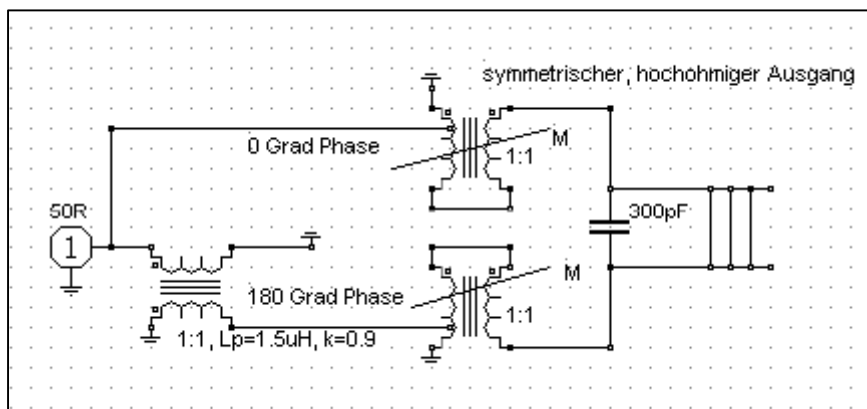 symmetrischer, hochohmiger Ausgang
0 Grad Phase
M
1:1
50R
1
300pF
180 Grad Phase
M
1:1
1:1, Lp=1.5uH, k=0.9